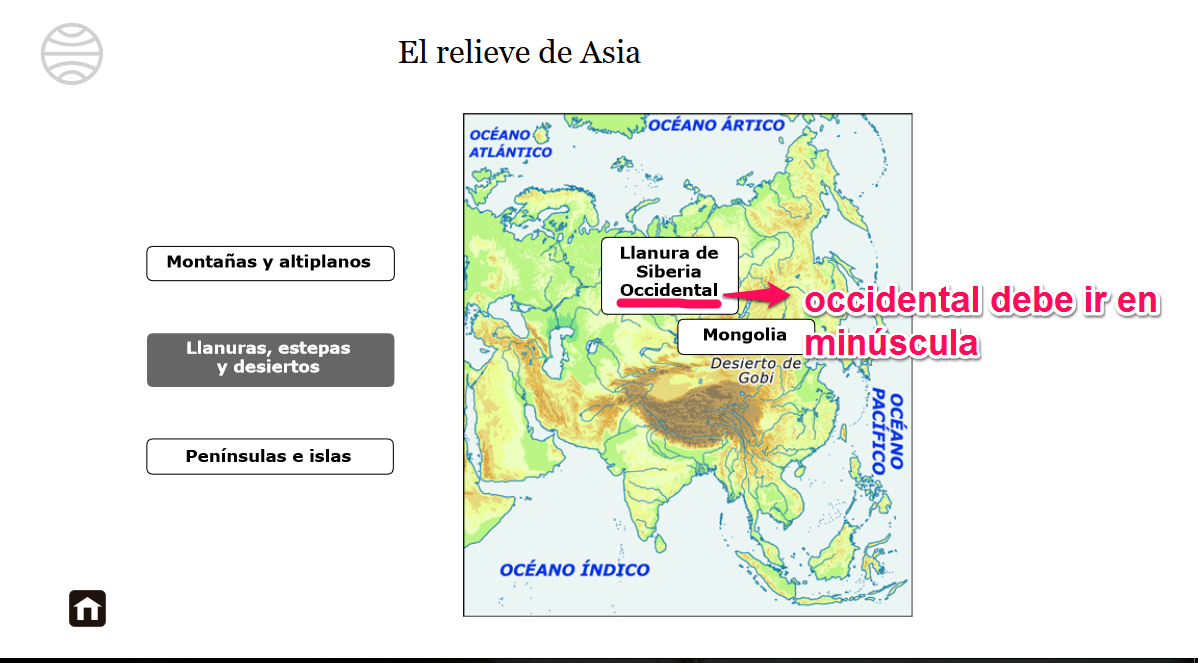 El relieve de Asia
OCÉANO
ATLÁNTICO
OCÉANO ÁRTICO
Montañas y altiplanos
Llanuras, estepas
y desiertos
Penínsulas e islas
Llanura de
Siberia
Occidental
occidental debe ir en
minúscula
Mongolia
Desierto de
Gobi
OCÉANO
PACÍFICO
OCÉANO ÍNDICO